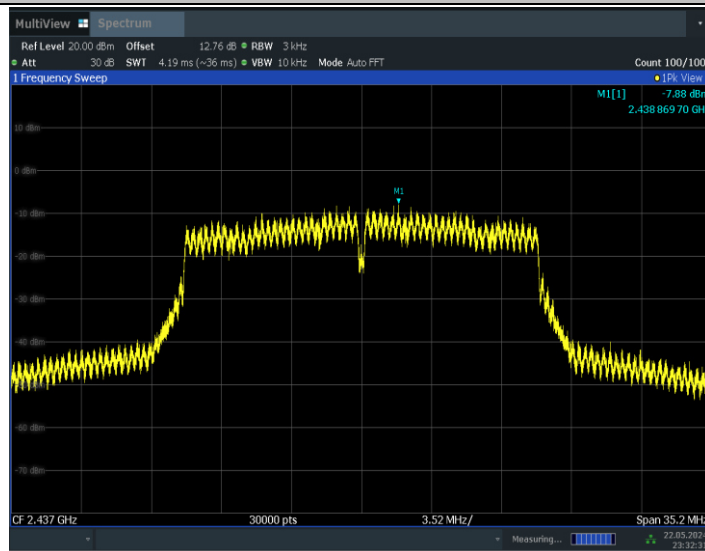 MultiView Spectrum
Ref Level 20.00 dBm Offset 12.76 dB RBW 3 kHz
Att 30 dB SWT 4.19 ms (~36 ms) VBW 10 kHz Mode Auto FFT Count 100/100
1 Frequency Sweep 1Pk View
M1[1] -7.88 dBm
2.438 869 70 GH
10 dBm
0 dBm
M1
-10 dBm
-20 dBm
-30 dBm
-40 dBm
-60 dBm
-70 dBm
CF 2.437 GHz 30000 pts 3.52 MHz/ Span 35.2 MHz
Measuring... 22.05.2024
23:32:31